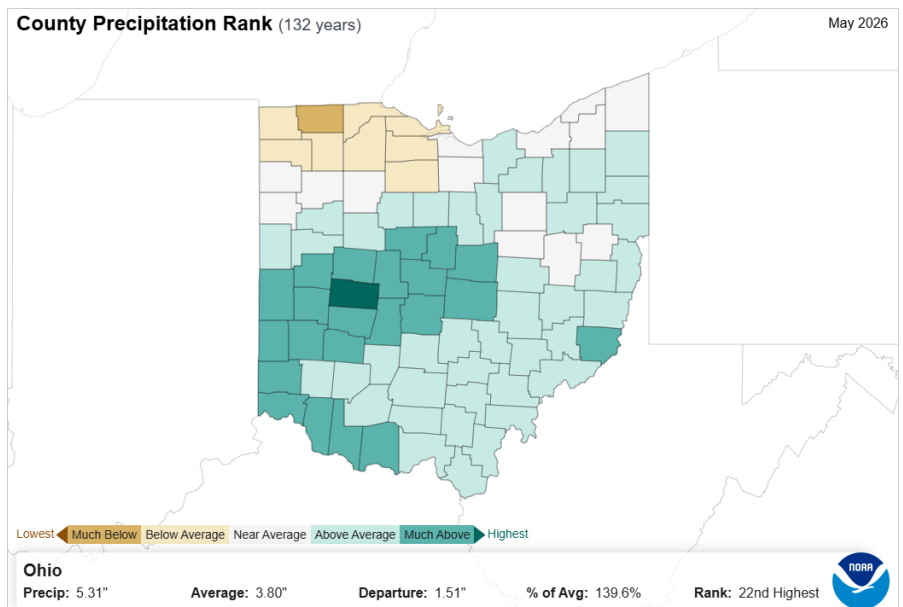 County Precipitation Rank (132 years)
May 2026
Lowest Much Below Below Average Near Average Above Average Much Above Highest
Ohio
Precip: 5.31" Average: 3.80" Departure: 1.51" % of Avg: 139.6% Rank: 22nd Highest
NOAA